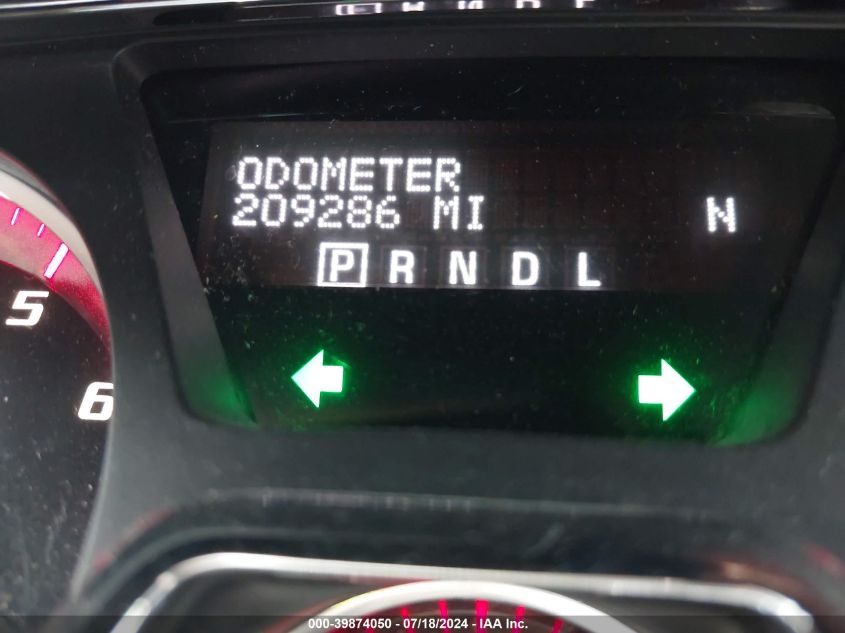 ODOMETER
209286 MI N
P R N D L
5
6
000-39874050 / 07/18/2024 - IAA Inc.